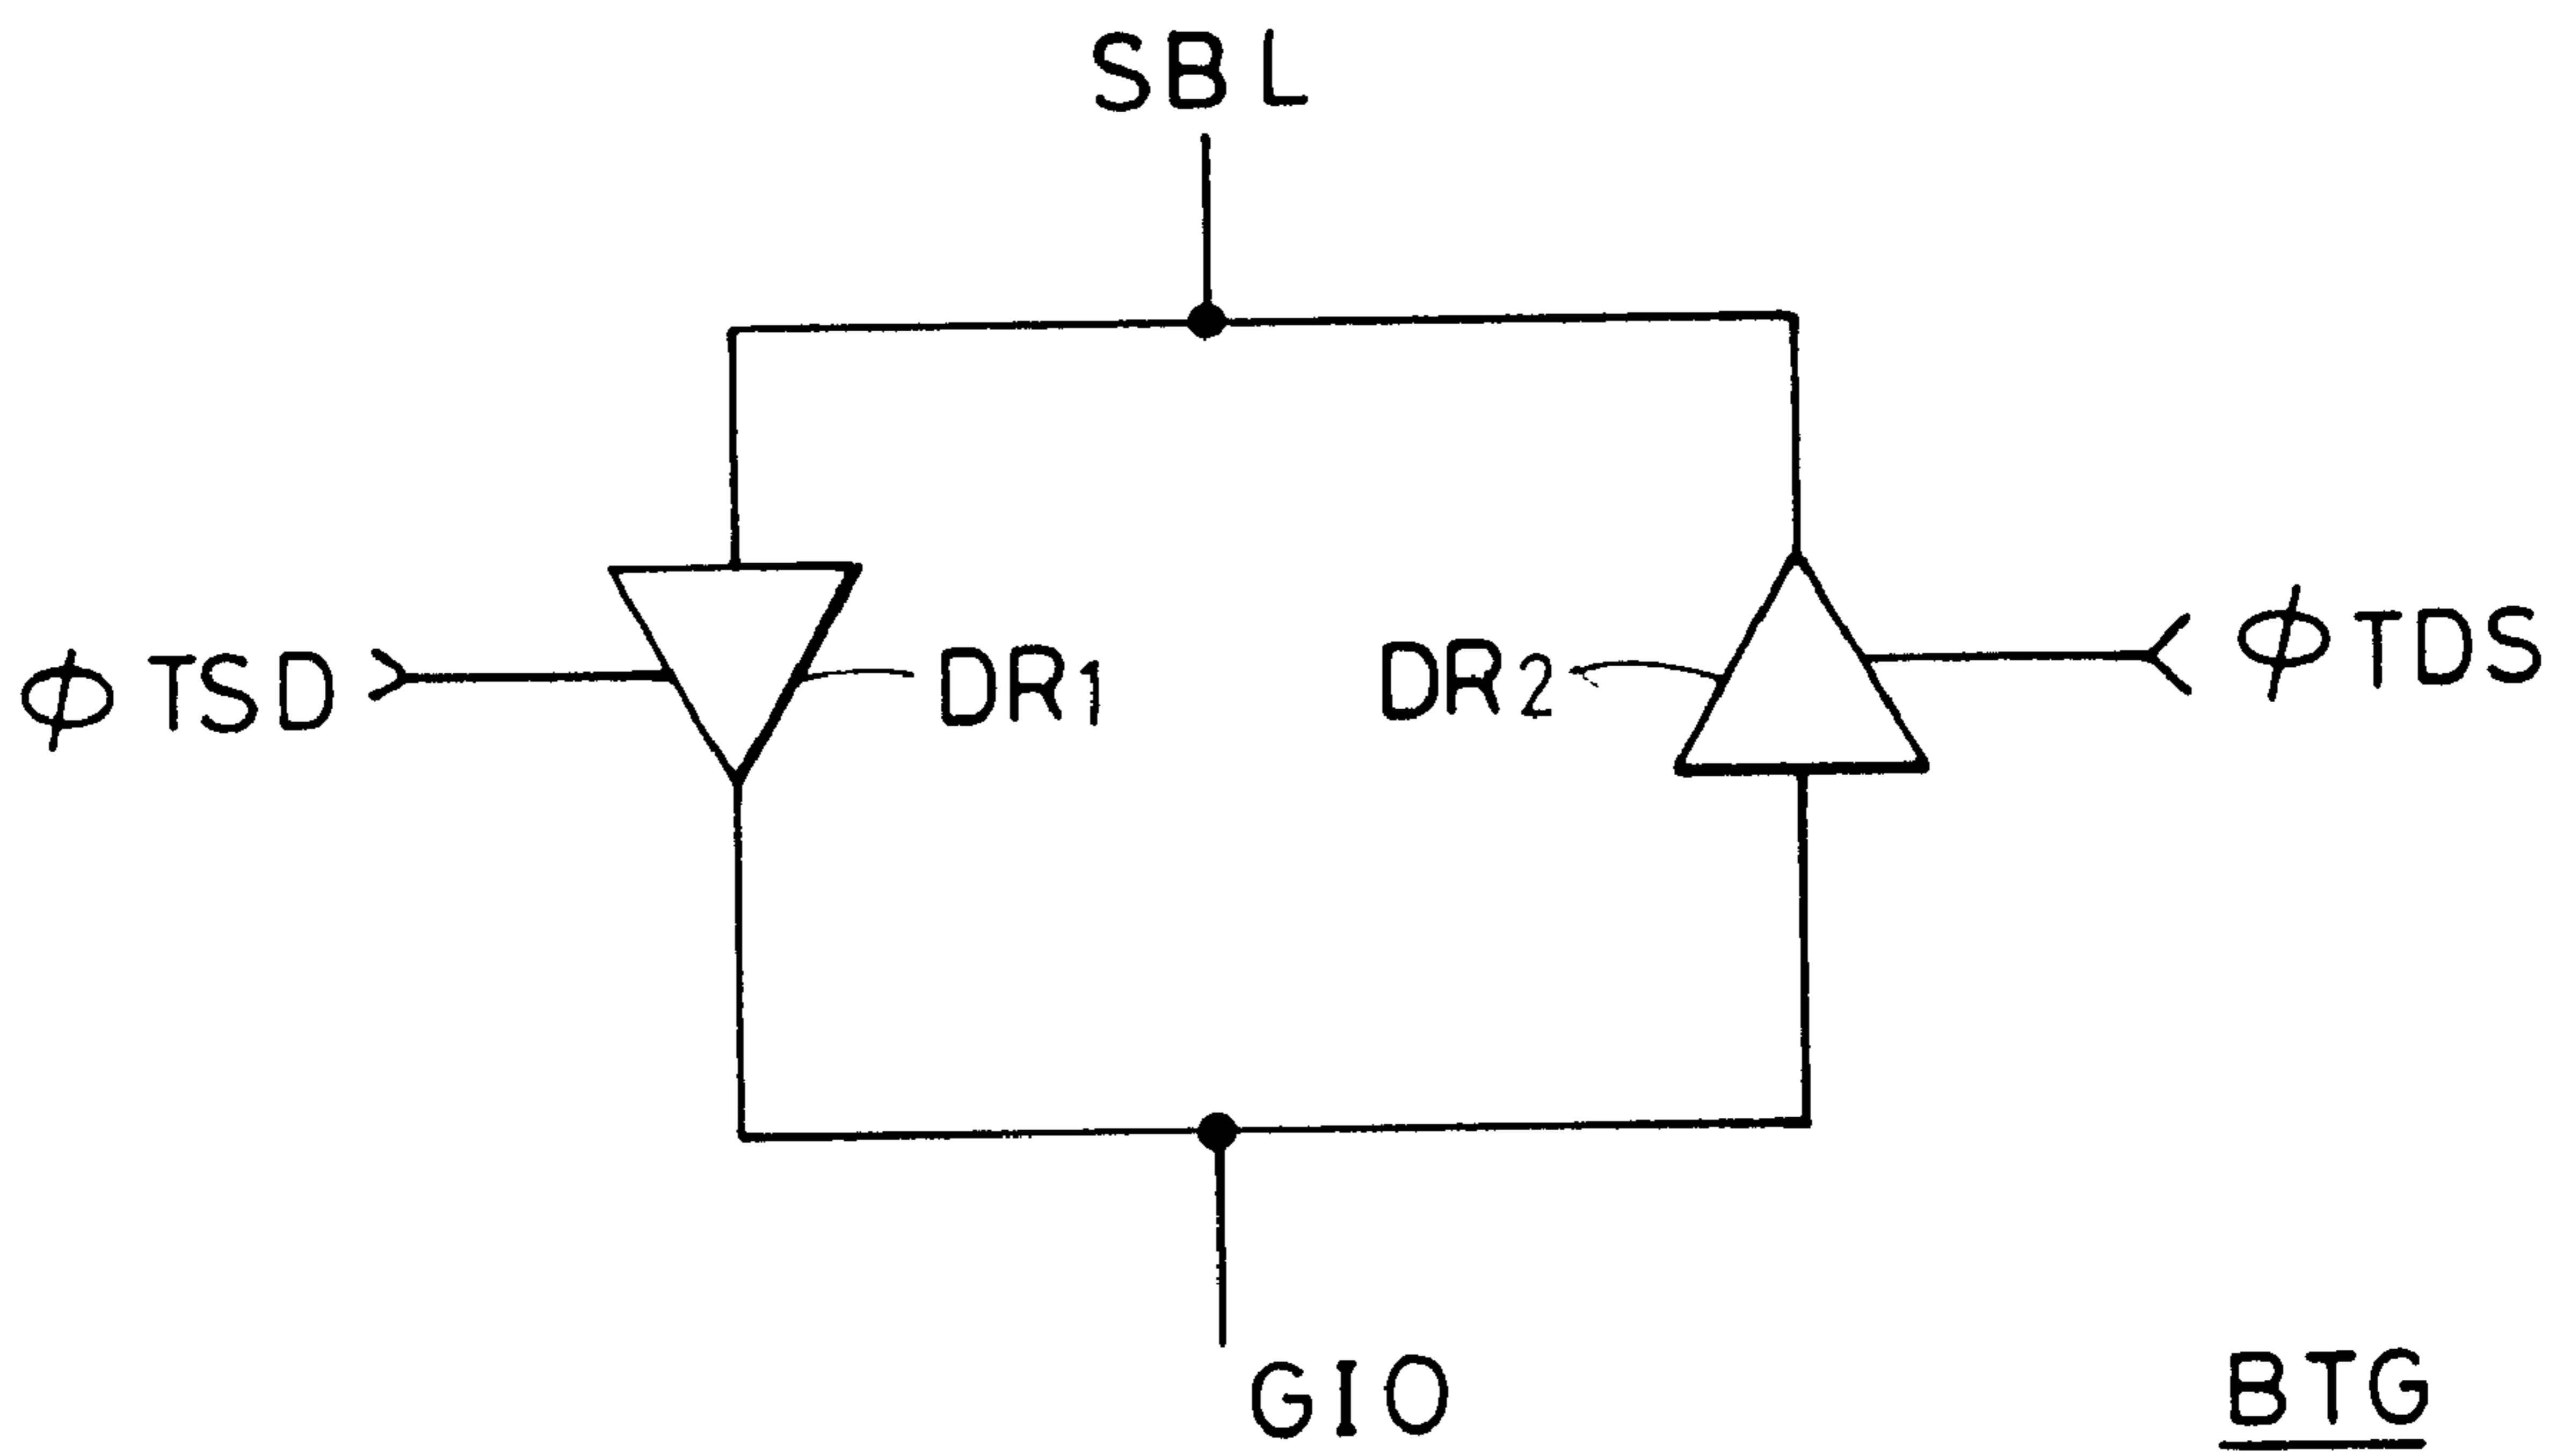 SBL
φTSD
DR1
DR2
φTDS
GIO
BTG